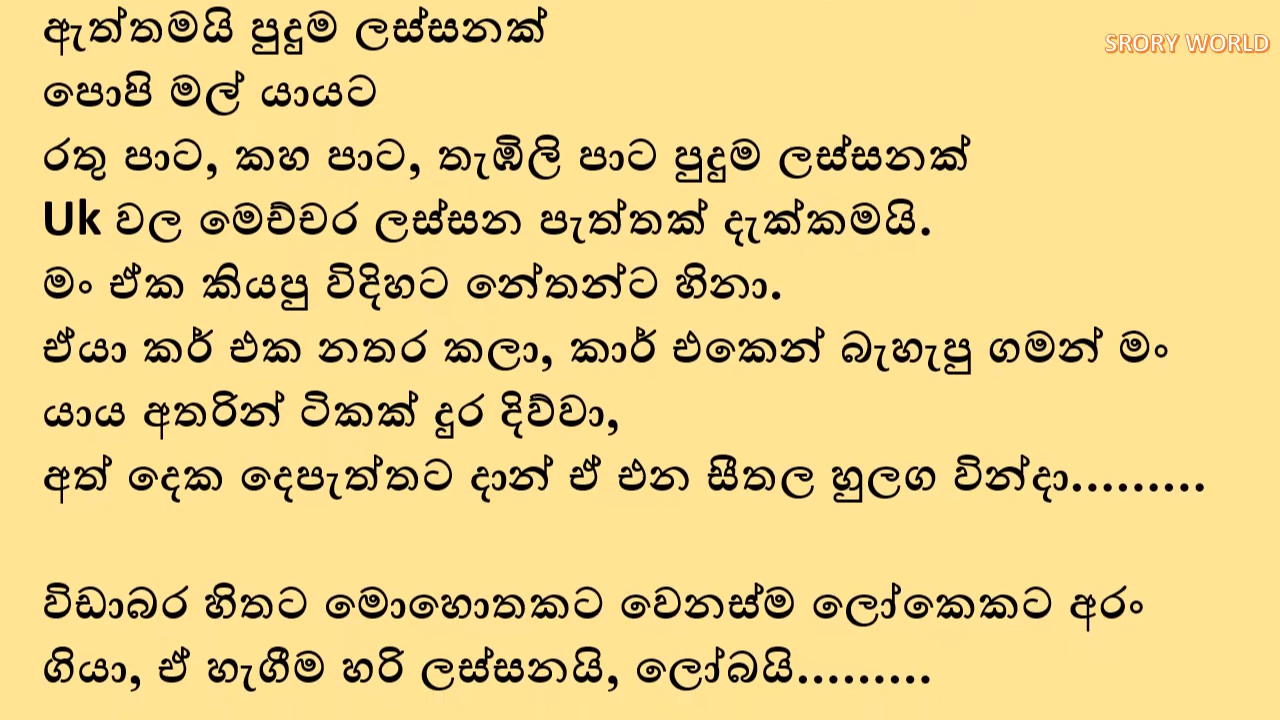 ඇත්තමයි පුදුම ලස්සනක්
SRORY WORLD
පොපි මල් යායට
රතු පාට, කහ පාට, තැඹිලි පාට පුදුම ලස්සනක්
Uk වල මෙච්චර ලස්සන පැත්තක් දැක්කමයි.
මං ඒක කියපු විදිහට නේතන්ට හිනා.
ඒයා කර් එක නතර කලා, කාර් එකෙන් බැහැපු ගමන් මං
යාය අතරින් ටිකක් දුර දිව්වා,
අත් දෙක දෙපැත්තට දාන් ඒ එන සීතල හුලග වින්දා.........
විඩාබර හිතට මොහොතකට වෙනස්ම ලෝකෙකට අරං
ගියා, ඒ හැගීම හරි ලස්සනයි, ලෝබයි.........